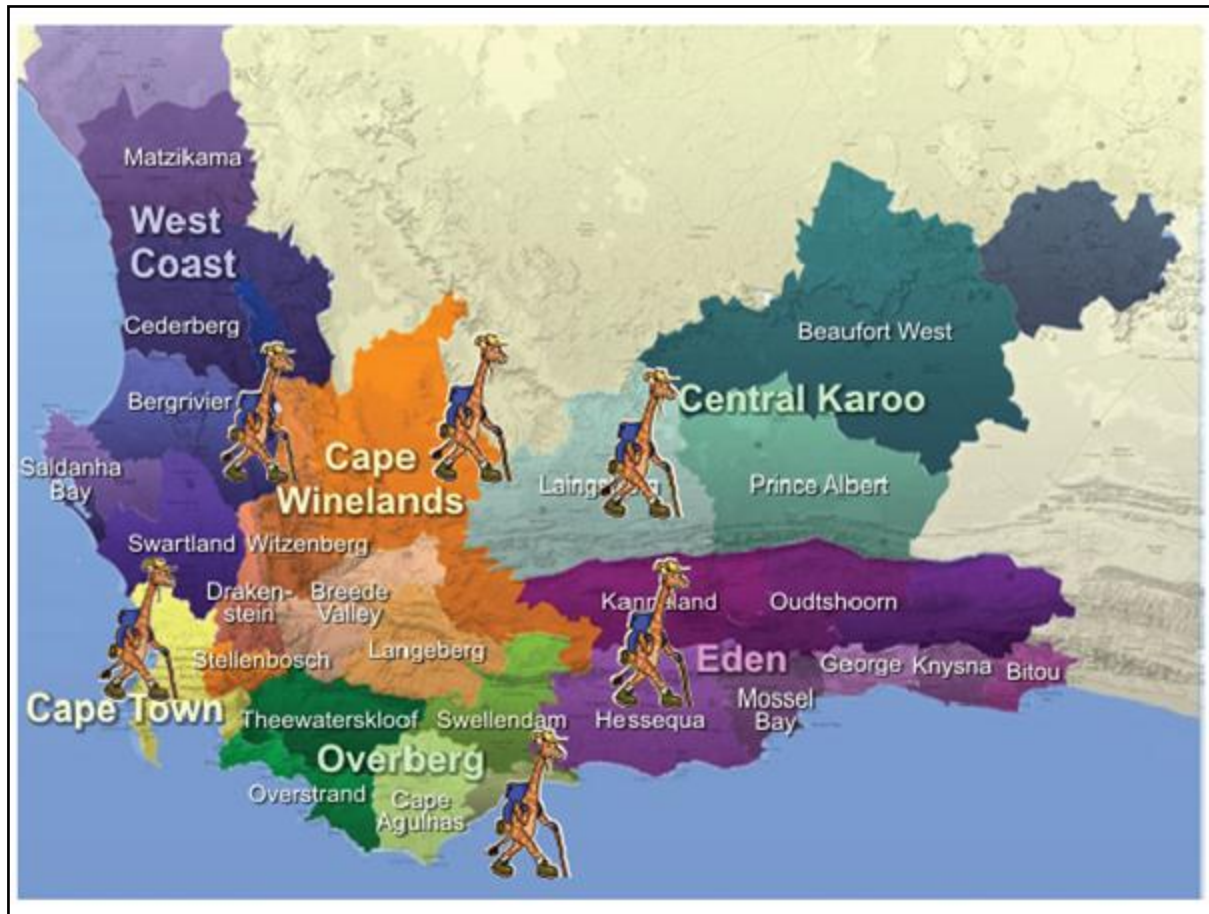 Matzikama
West
Coast
Cederberg
Beaufort West
Bergrivier
Central Karoo
Saldanha
Bay
Cape
Winelands
Laingsburg
Prince Albert
Swartland
Witzenberg
Draken-
stein
Breede
Valley
Kannaland
Oudtshoorn
Stellenbosch
Langeberg
Eden
George
Knysna
Bitou
Cape Town
Theewaterskloof
Swellendam
Hessequa
Mossel
Bay
Overberg
Overstrand
Cape
Agulhas